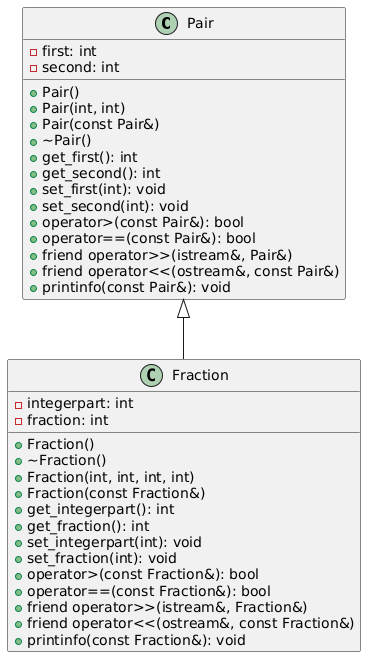 C Pair
first: int
second: int
Pair()
Pair(int, int)
Pair(const Pair&)
~Pair()
get_first(): int
get_second(): int
set_first(int): void
set_second(int): void
operator>(const Pair&): bool
operator==(const Pair&): bool
friend operator>>(istream&, Pair&)
friend operator<<(ostream&, const Pair&)
printinfo(const Pair&): void
C Fraction
integerpart: int
fraction: int
Fraction()
~Fraction()
Fraction(int, int, int, int)
Fraction(const Fraction&)
get_integerpart(): int
get_fraction(): int
set_integerpart(int): void
set_fraction(int): void
operator>(const Fraction&): bool
operator==(const Fraction&): bool
friend operator>>(istream&, Fraction&)
friend operator<<(ostream&, const Fraction&)
printinfo(const Fraction&): void